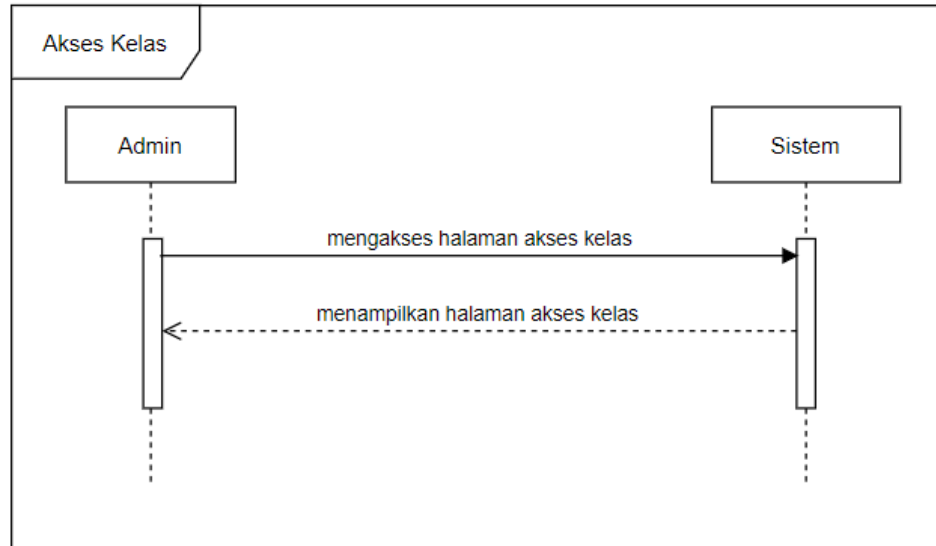 Akses Kelas
Admin
Sistem
mengakses halaman akses kelas
menampilkan halaman akses kelas